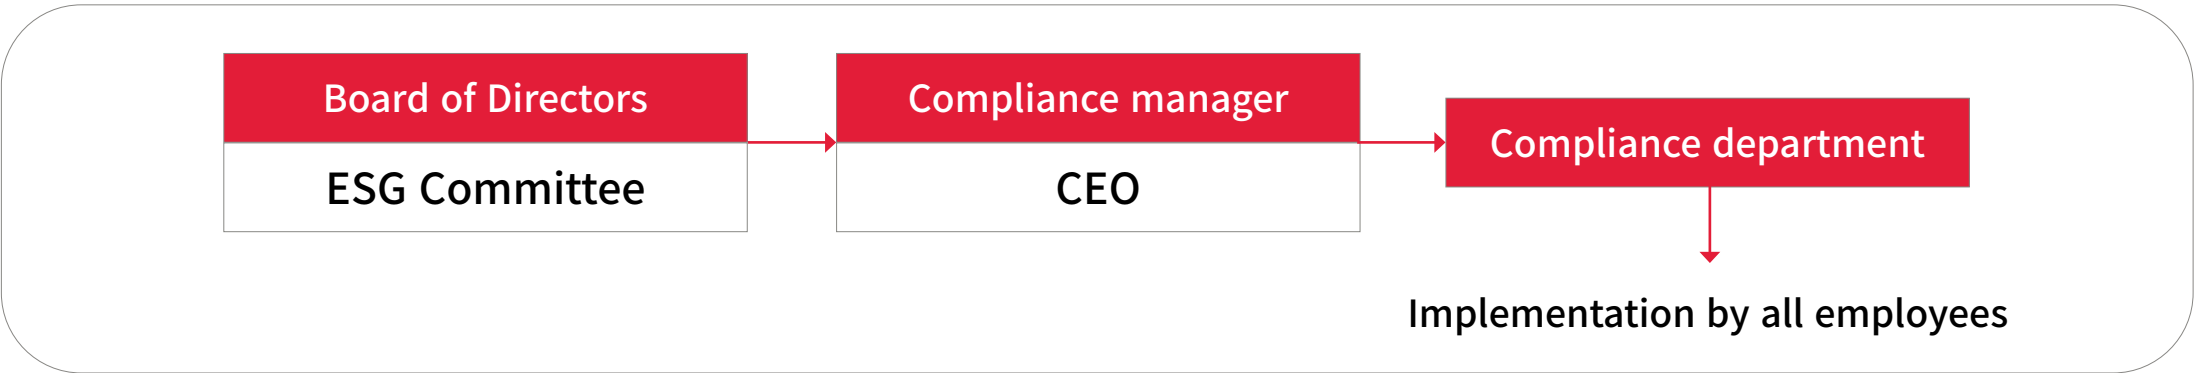 Board of Directors
ESG Committee
Compliance manager
CEO
Compliance department
Implementation by all employees